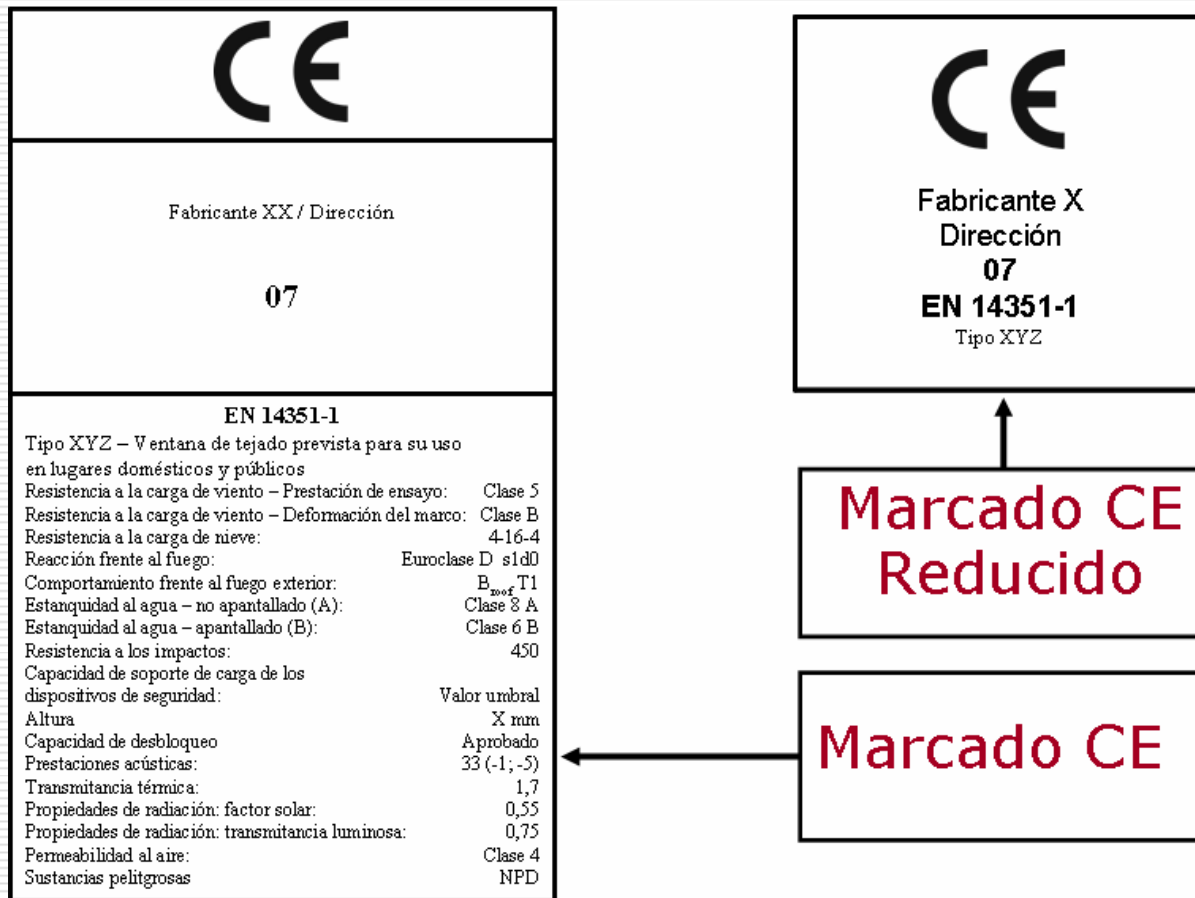 CE
Fabricante XX / Dirección
07
EN 14351-1
Tipo XYZ – Ventana de tejado prevista para su uso
en lugares domésticos y públicos
Resistencia a la carga de viento – Prestación de ensayo: Clase 5
Resistencia a la carga de viento – Deformación del marco: Clase B
Resistencia a la carga de nieve: 4-16-4
Reacción frente al fuego: Euroclase D s1d0
Comportamiento frente al fuego exterior: Broof T1
Estanquidad al agua – no apantallado (A): Clase 8 A
Estanquidad al agua – apantallado (B): Clase 6 B
Resistencia a los impactos: 450
Capacidad de soporte de carga de los
dispositivos de seguridad: Valor umbral
Altura X mm
Capacidad de desbloqueo Aprobado
Prestaciones acústicas: 33 (-1; -5)
Transmitancia térmica: 1,7
Propiedades de radiación: factor solar: 0,55
Propiedades de radiación: transmitancia luminosa: 0,75
Permeabilidad al aire: Clase 4
Sustancias pelitgrosas NPD
CE
Fabricante X
Dirección
07
EN 14351-1
Tipo XYZ
Marcado CE
Reducido
Marcado CE